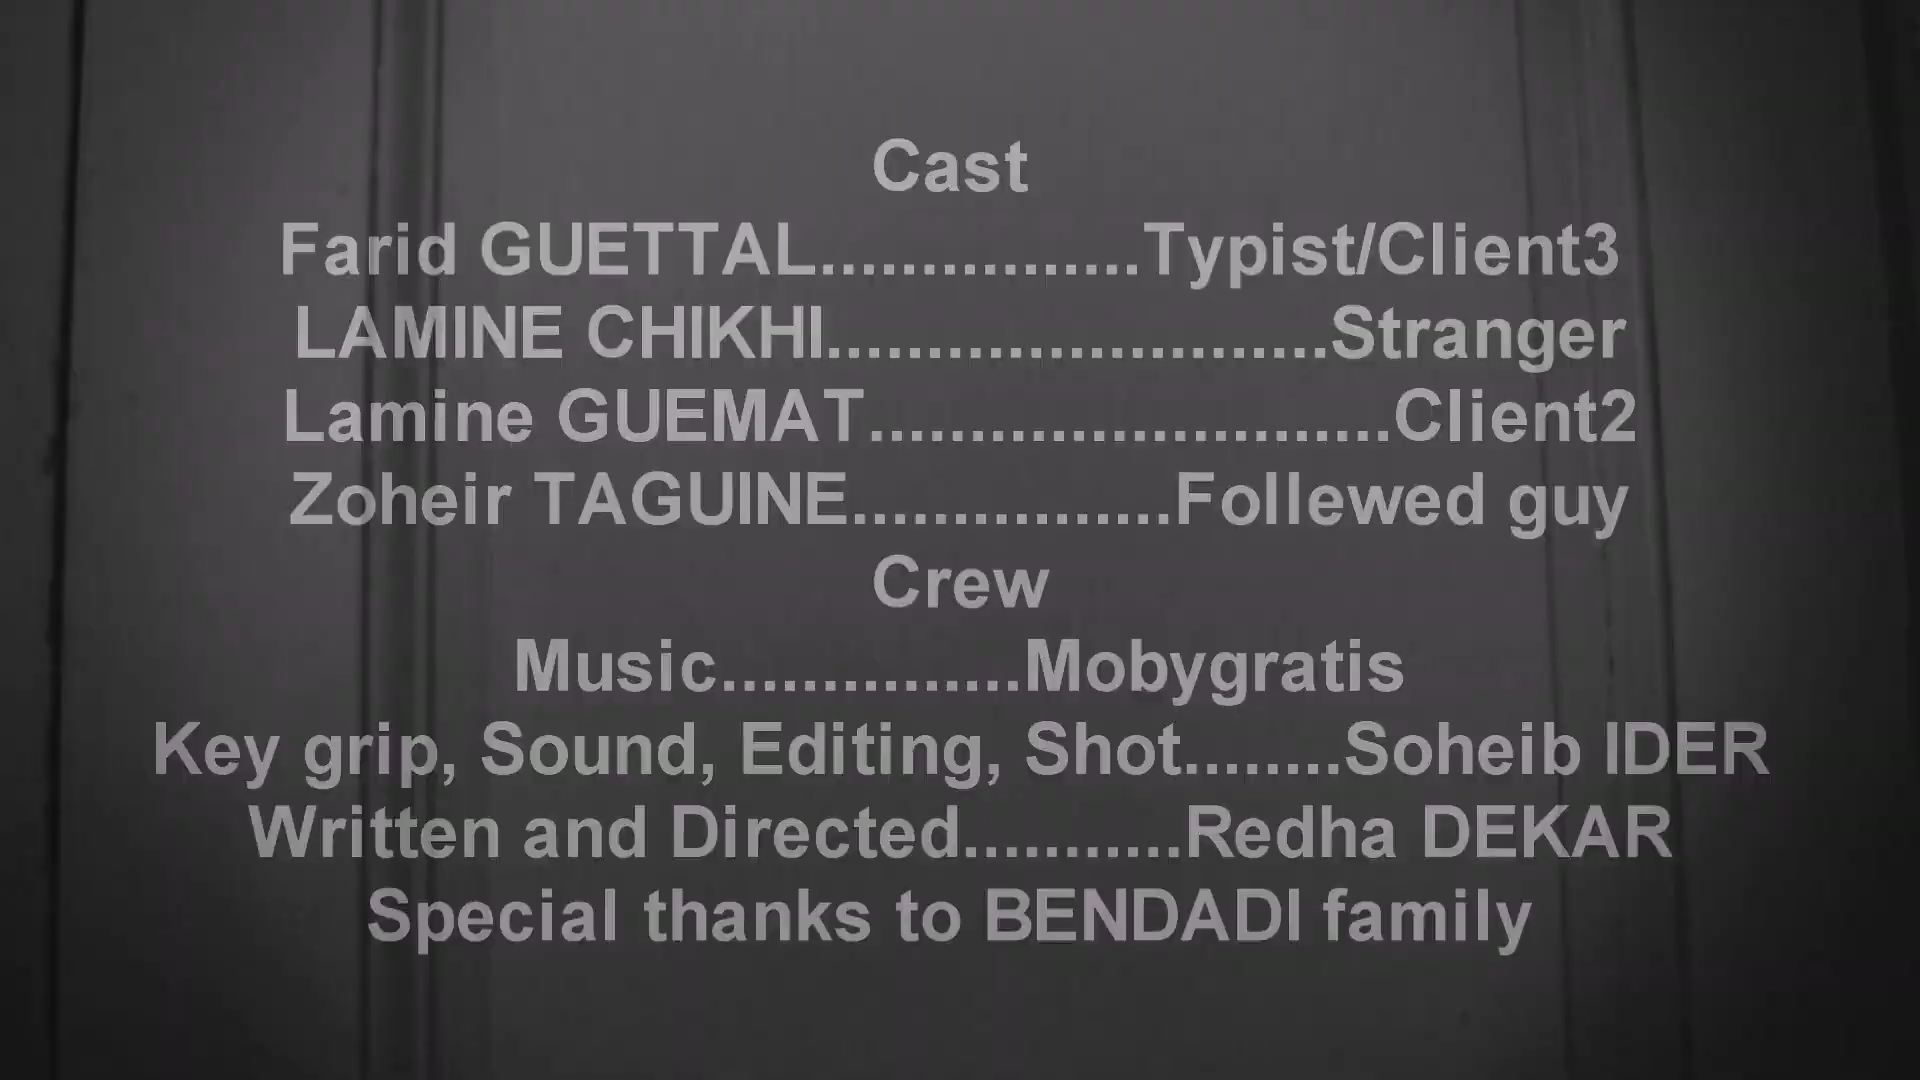 Cast
Farid GUETTAL................Typist/Client3
LAMINE CHIKHI.........................Stranger
Lamine GUEMAT..........................Client2
Zoheir TAGUINE................Follewed guy
Crew
Music...............Mobygratis
Key grip, Sound, Editing, Shot........Soheib IDER
Written and Directed...........Redha DEKAR
Special thanks to BENDADI family